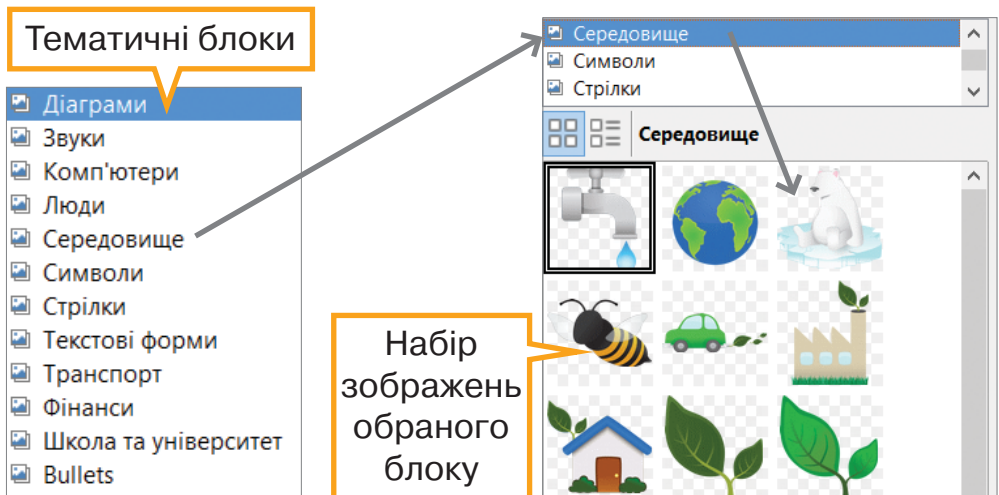 Тематичні блоки
Діаграми
Звуки
Комп'ютери
Люди
Середовище
Символи
Стрілки
Текстові форми
Транспорт
Фінанси
Школа та університет
Bullets
Середовище
Символи
Стрілки
Середовище
Набір
зображень
обраного
блоку